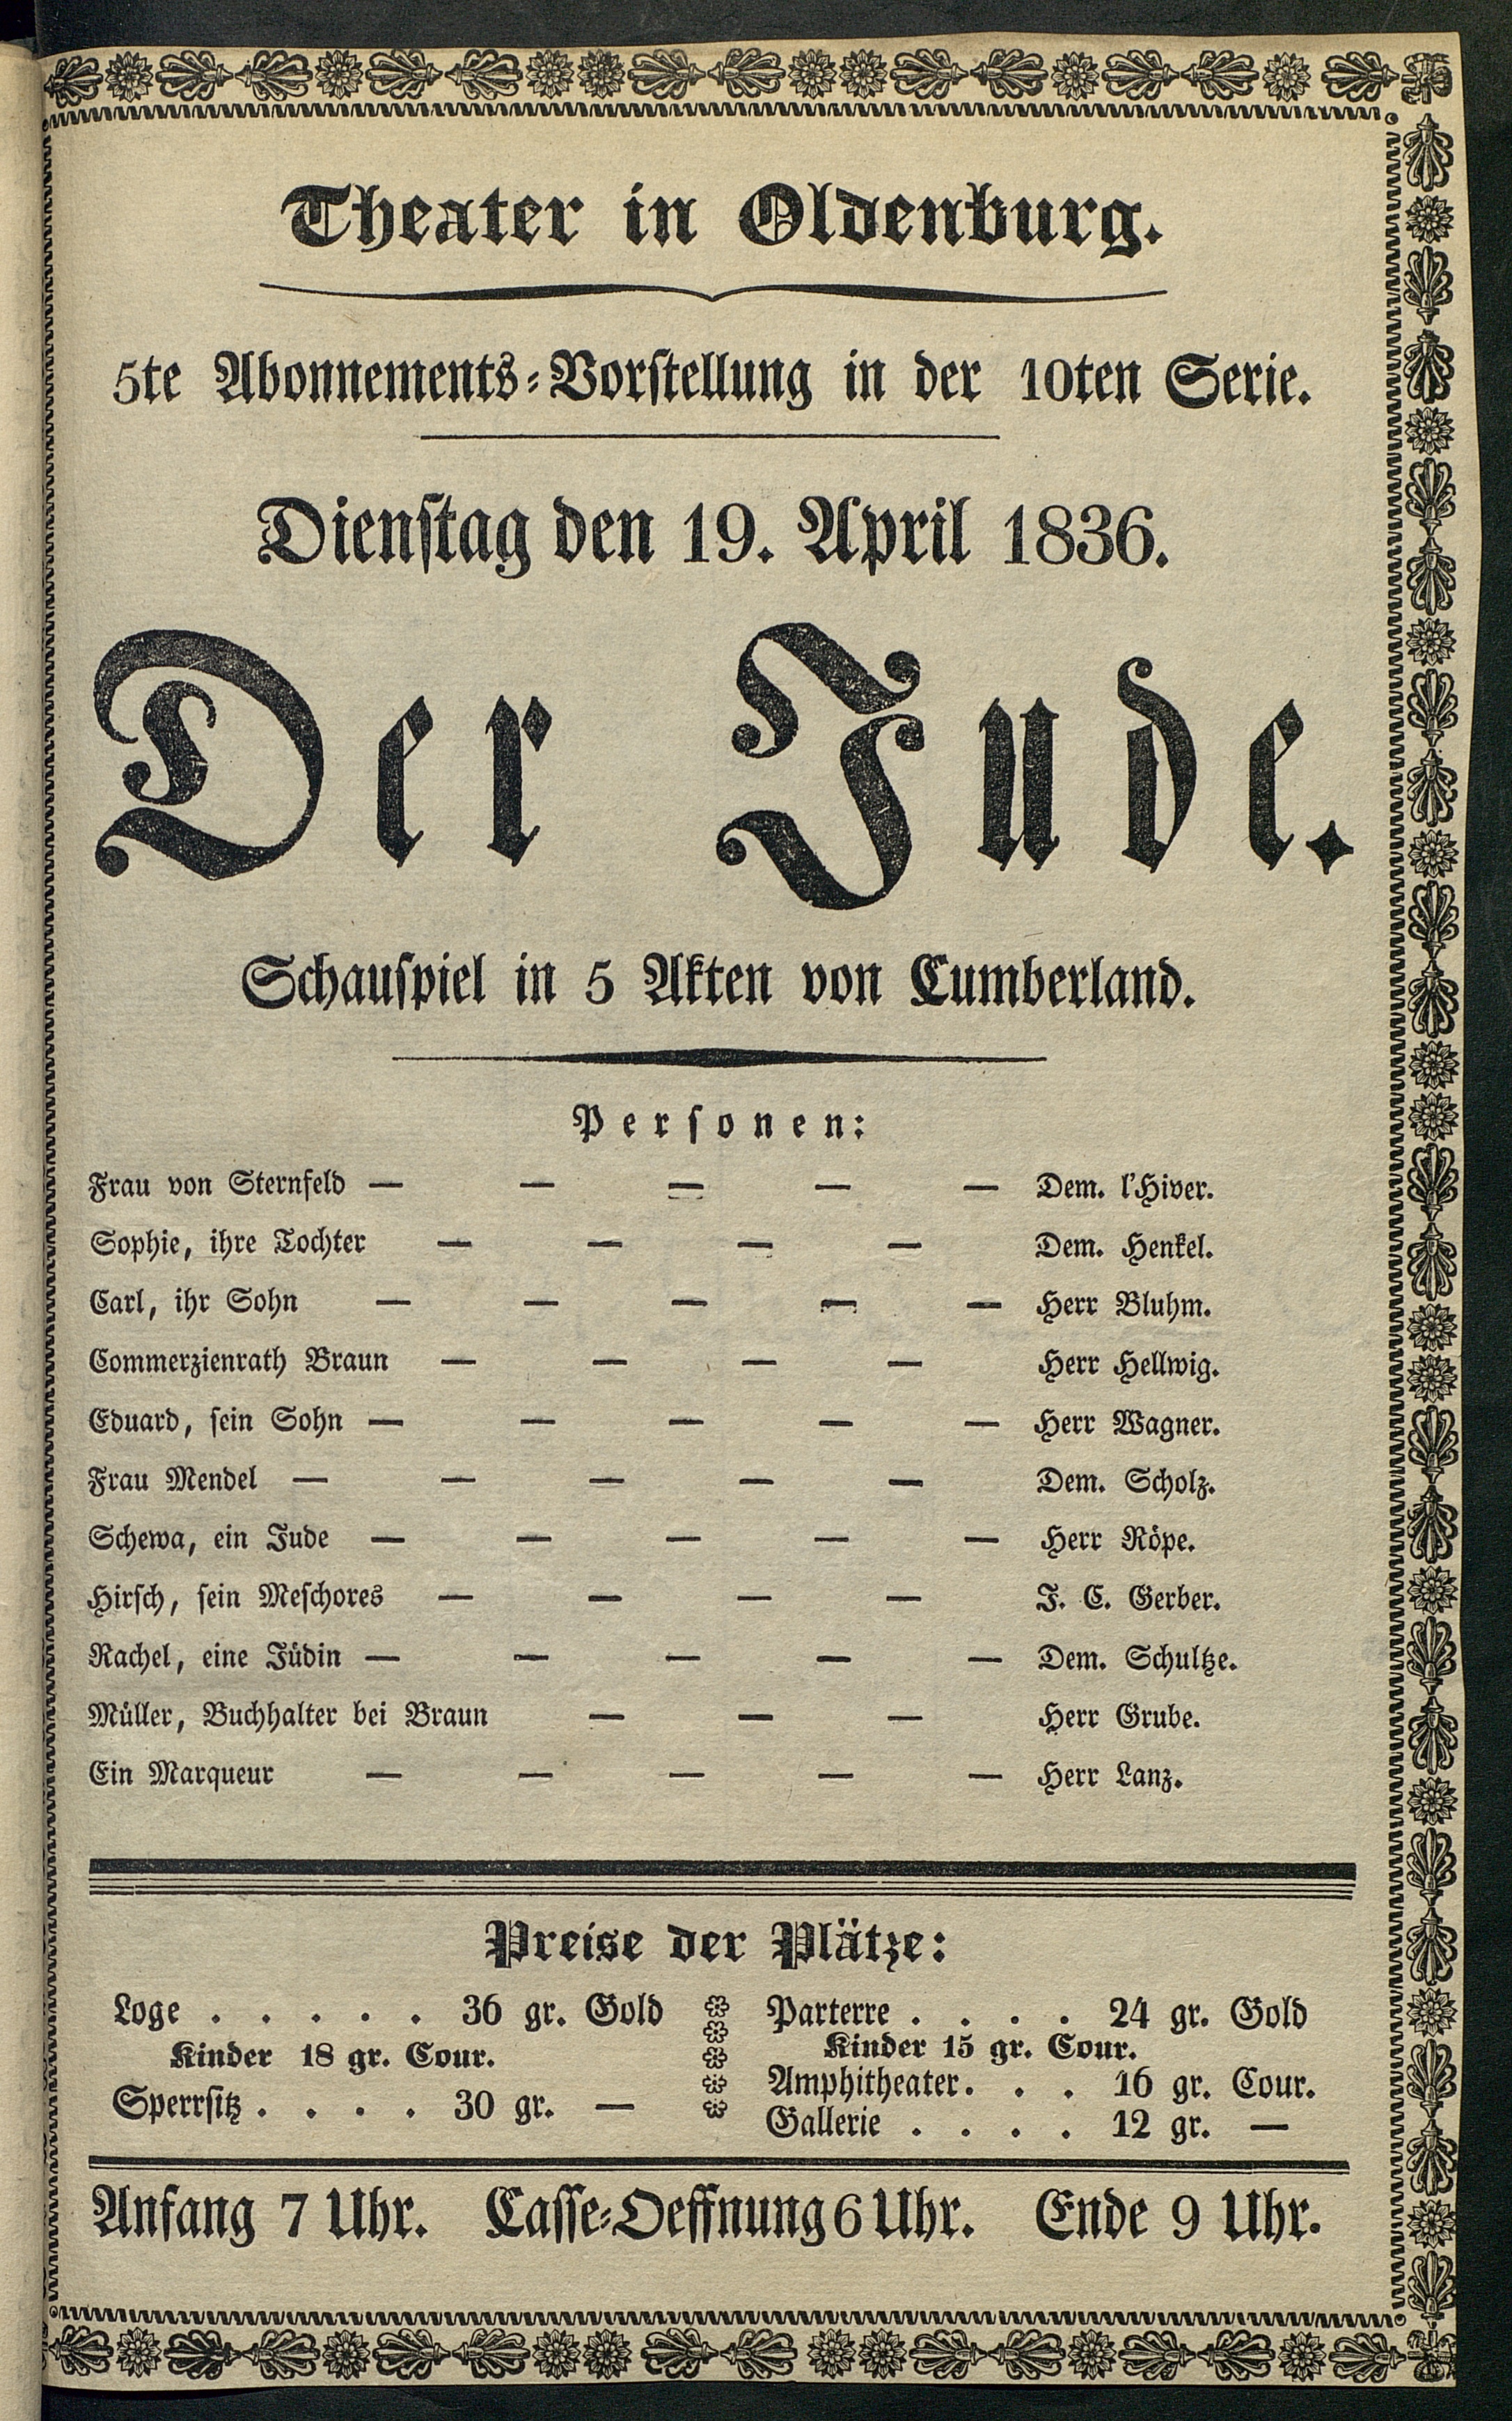 Theater in Oldenburg.
5te Abonnements-Vorstellung in der 10ten Serie.
Dienstag den 19. April 1836.
Der Jude.
Schauspiel in 5 Akten von Cumberland.
Personen:
Frau von Sternfeld — — — — — Dem. l'Hiver.
Sophie, ihre Tochter — — — — Dem. Henkel.
Carl, ihr Sohn — — — — — Herr Bluhm.
Commerzienrath Braun — — — — Herr Hellwig.
Eduard, sein Sohn — — — — — Herr Wagner.
Frau Mendel — — — — — Dem. Scholz.
Schewa, ein Jude — — — — — Herr Röpe.
Hirsch, sein Meschores — — — — J. C. Gerber.
Rachel, eine Jüdin — — — — — Dem. Schultze.
Müller, Buchhalter bei Braun — — — Herr Grube.
Ein Marqueur — — — — — Herr Lanz.
Preise der Plätze:
Loge . . . . . 36 gr. Gold
Kinder 18 gr. Cour.
Sperrsitz . . . . 30 gr. —
Parterre . . . . 24 gr. Gold
Kinder 15 gr. Cour.
Amphitheater. . . 16 gr. Cour.
Gallerie . . . . 12 gr. —
Anfang 7 Uhr. Casse-Oeffnung 6 Uhr. Ende 9 Uhr.